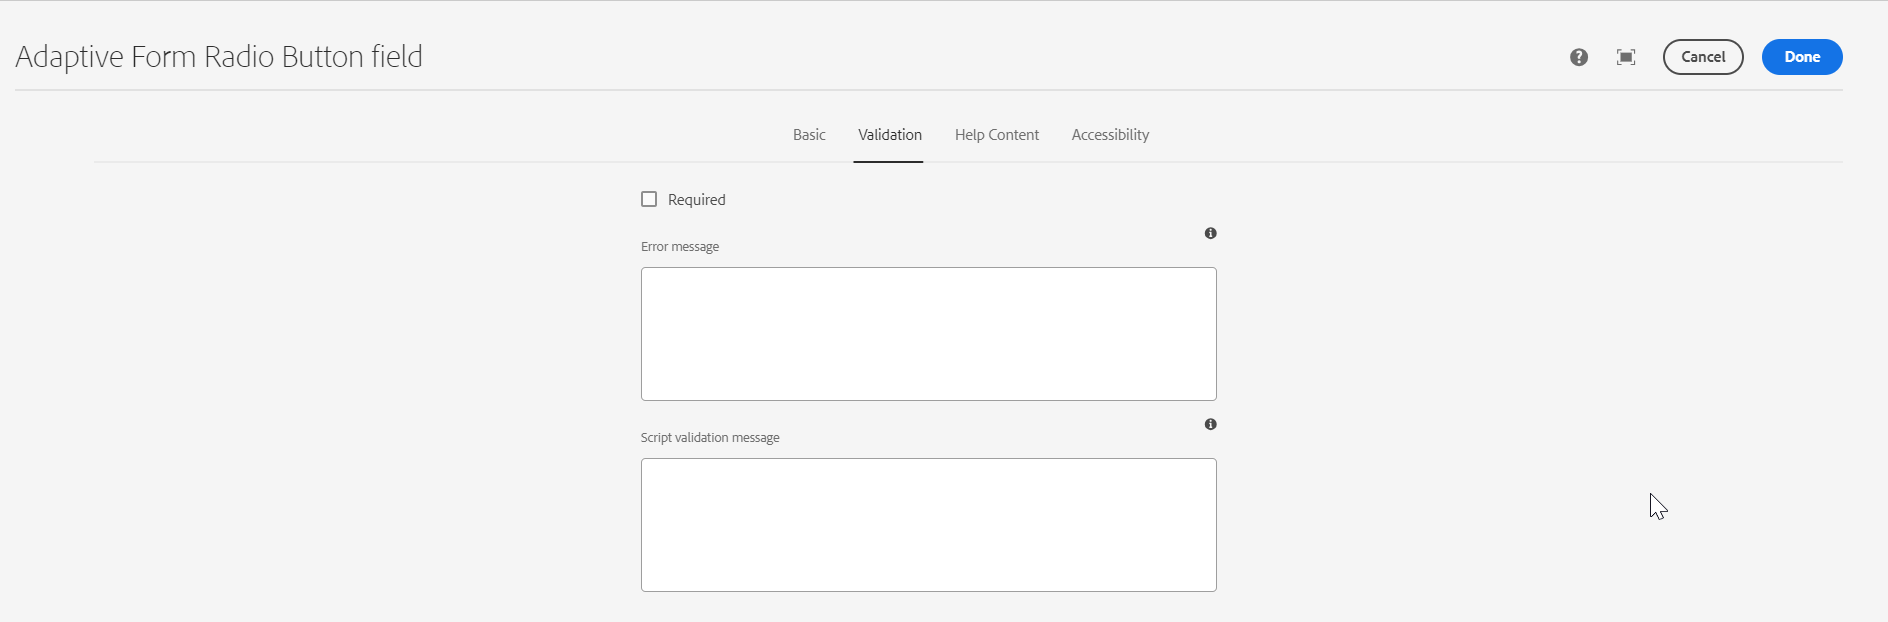 Adaptive Form Radio Button field
Cancel
Done
Basic
Validation
Help Content
Accessibility
Required
Error message
Script validation message